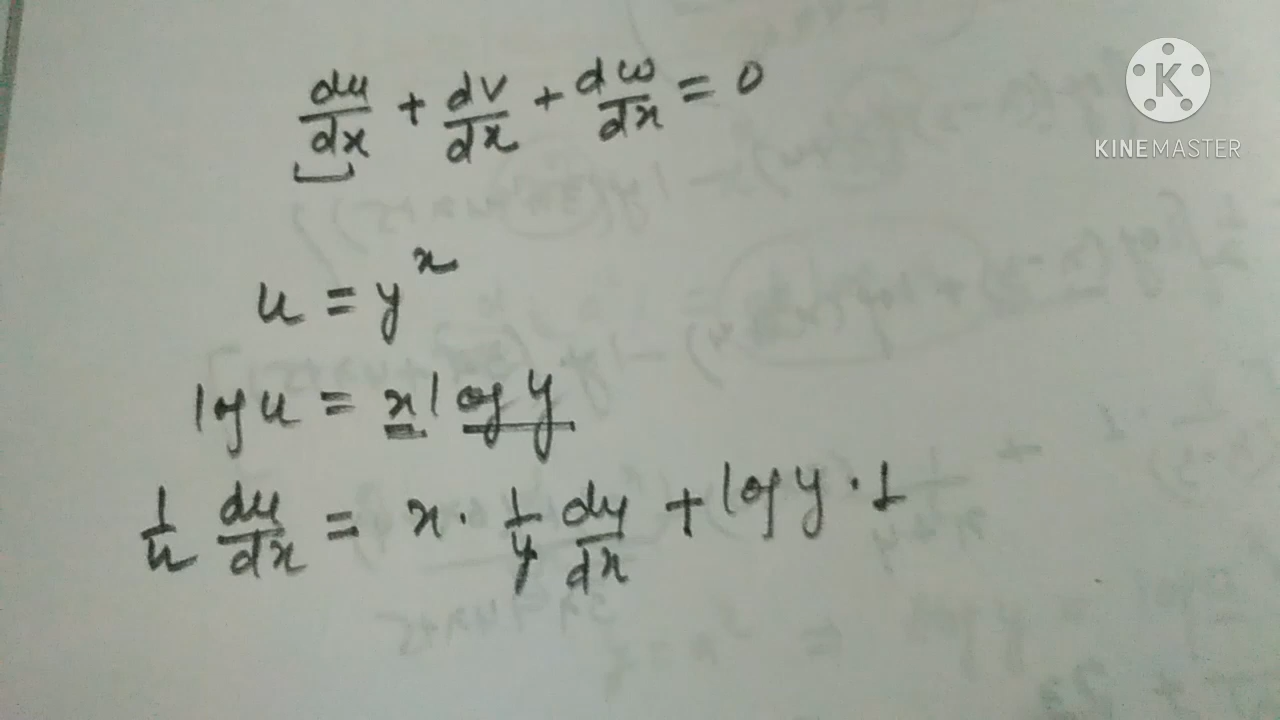 du/dx + dv/dx + dw/dx = 0
K
KINEMASTER
u = y^x
log u = x log y
1/u du/dx = x · 1/y dy/dx + log y · 1